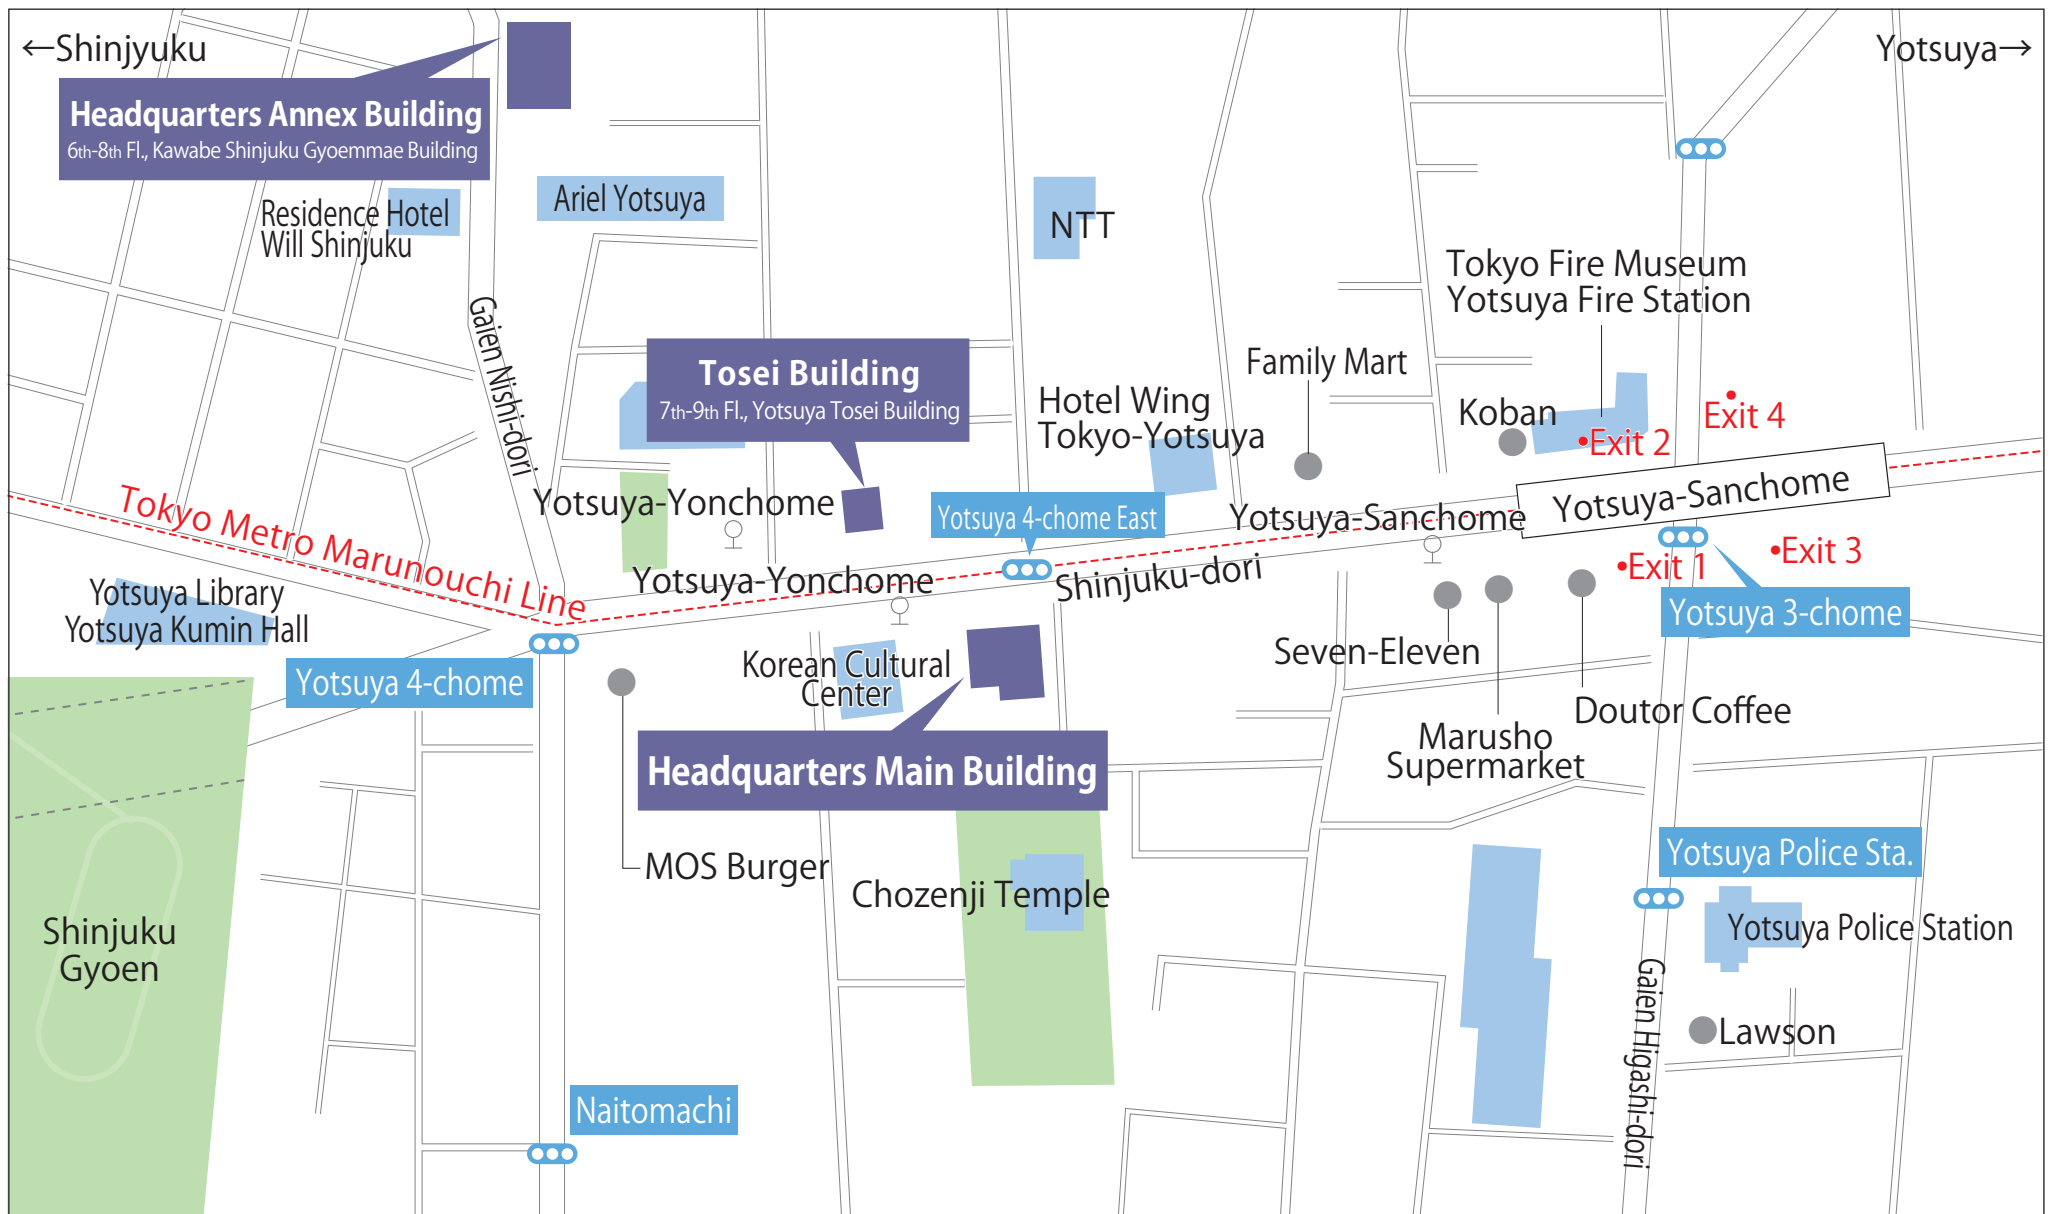 ←Shinjyuku
Yotsuya→
Headquarters Annex Building
6th-8th Fl., Kawabe Shinjuku Gyoemmae Building
Residence Hotel
Will Shinjuku
Ariel Yotsuya
NTT
Tokyo Fire Museum
Yotsuya Fire Station
Gaien Nishi-dori
Tosei Building
7th-9th Fl., Yotsuya Tosei Building
Family Mart
Hotel Wing
Tokyo-Yotsuya
Koban
Exit 4
Exit 2
Yotsuya-Sanchome
Yotsuya-Yonchome
Yotsuya 4-chome East
Yotsuya-Sanchome
Tokyo Metro Marunouchi Line
Exit 3
Exit 1
Yotsuya-Yonchome
Shinjuku-dori
Yotsuya Library
Yotsuya Kumin Hall
Yotsuya 3-chome
Yotsuya 4-chome
Korean Cultural
Center
Seven-Eleven
Doutor Coffee
Marusho
Supermarket
Headquarters Main Building
MOS Burger
Chozenji Temple
Yotsuya Police Sta.
Yotsuya Police Station
Shinjuku
Gyoen
Gaien Higashi-dori
Lawson
Naitomachi